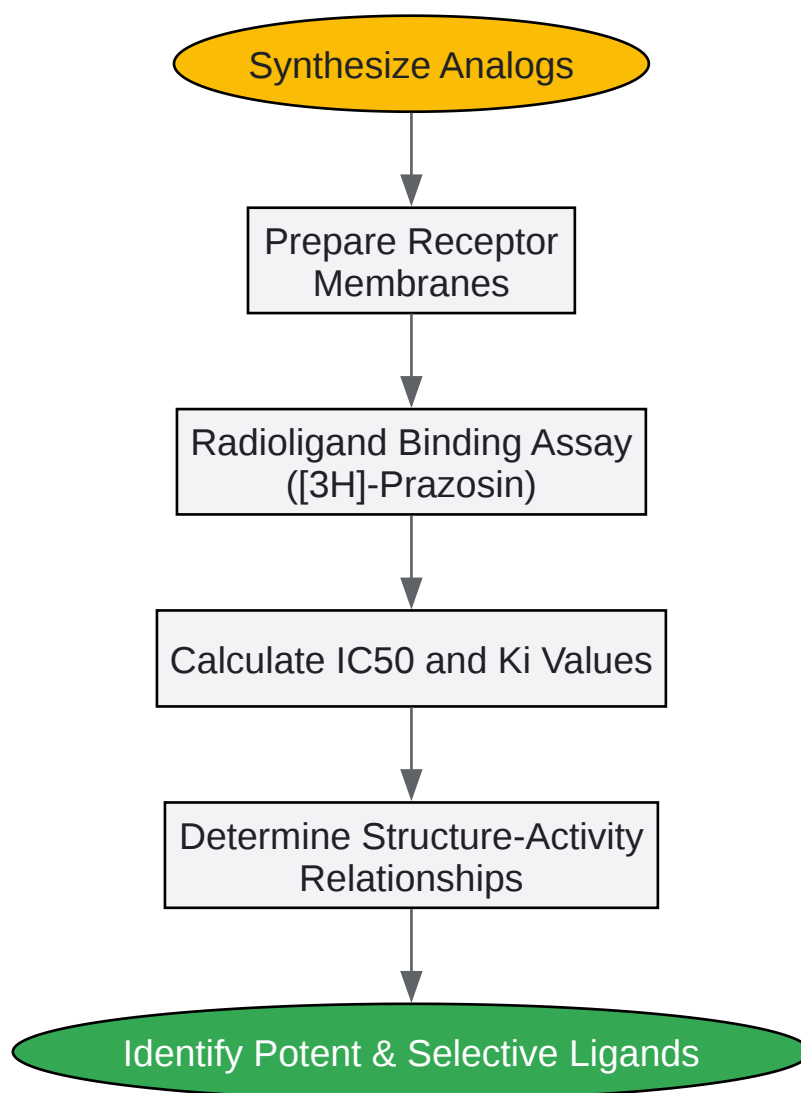 Synthesize Analogs
Prepare Receptor
Membranes
Radioligand Binding Assay
([3H]-Prazosin)
Calculate IC50 and Ki Values
Determine Structure-Activity
Relationships
Identify Potent & Selective Ligands